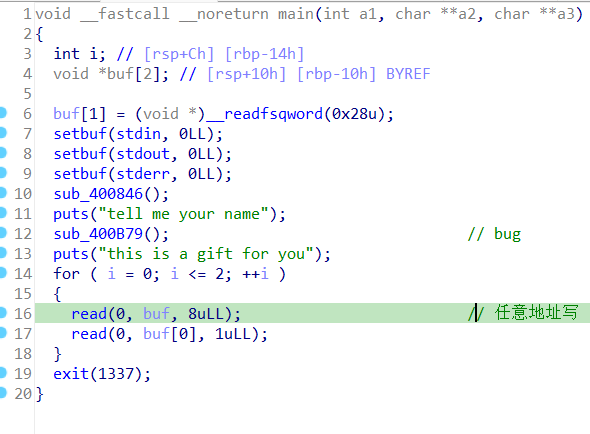 1 void __fastcall __noreturn main(int a1, char **a2, char **a3)
2 {
3   int i; // [rsp+Ch] [rbp-14h]
4   void *buf[2]; // [rsp+10h] [rbp-10h] BYREF
5
6   buf[1] = (void *)__readfsqword(0x28u);
7   setbuf(stdin, 0LL);
8   setbuf(stdout, 0LL);
9   setbuf(stderr, 0LL);
10   sub_400846();
11   puts("tell me your name");
12   sub_400B79();                               // bug
13   puts("this is a gift for you");
14   for ( i = 0; i <= 2; ++i )
15   {
16     read(0, buf, 8uLL);                       // 任意地址写
17     read(0, buf[0], 1uLL);
18   }
19   exit(1337);
20 }